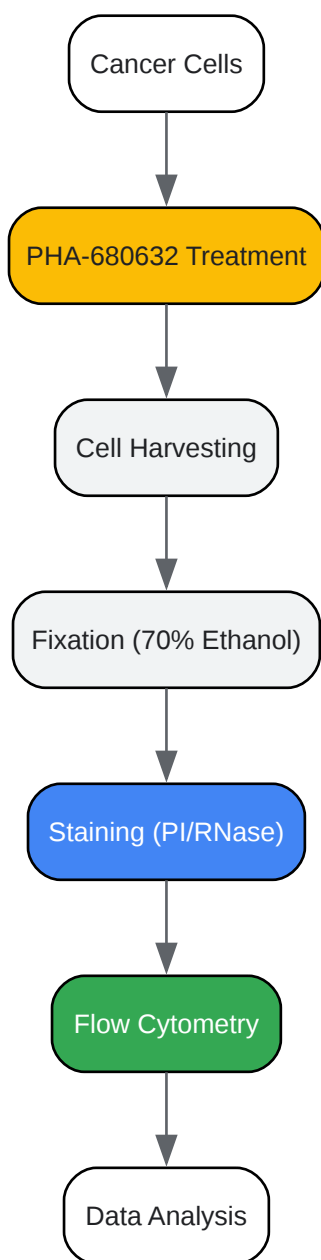 Cancer Cells
PHA-680632 Treatment
Cell Harvesting
Fixation (70% Ethanol)
Staining (PI/RNase)
Flow Cytometry
Data Analysis